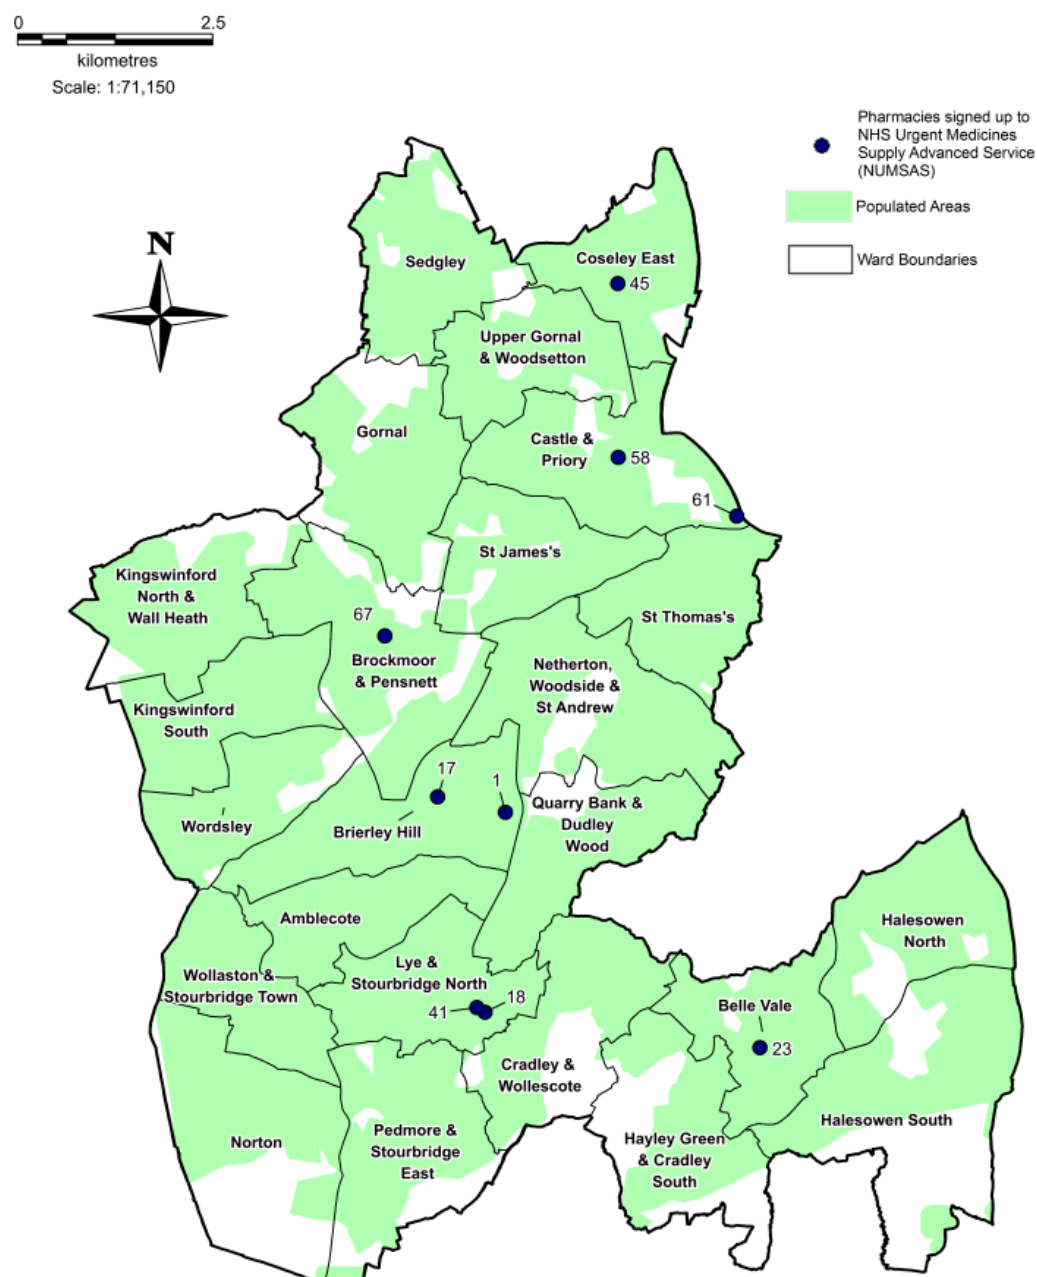 0 2.5
kilometres
Scale: 1:71,150
Pharmacies signed up to
NHS Urgent Medicines
Supply Advanced Service
(NUMSAS)
Populated Areas
Ward Boundaries
N
Sedgley
Coseley East
45
Upper Gornal
& Woodsetton
Gornal
Castle &
Priory
58
61
St James's
Kingswinford
North &
Wall Heath
67
St Thomas's
Brockmoor
& Pensnett
Netherton,
Woodside &
St Andrew
Kingswinford
South
17
1
Quarry Bank &
Dudley
Wood
Wordsley
Brierley Hill
Amblecote
Halesowen
North
Lye &
Stourbridge North
Wollaston &
Stourbridge Town
18
41
Belle Vale
23
Cradley &
Wollescote
Halesowen South
Norton
Pedmore &
Stourbridge
East
Hayley Green
& Cradley
South